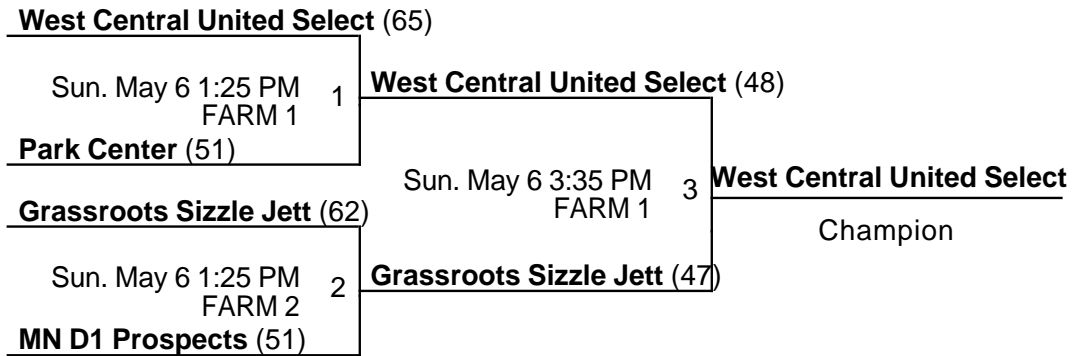 West Central United Select (65)
Sun. May 6 1:25 PM
FARM 1
1
Park Center (51)
West Central United Select (48)
Grassroots Sizzle Jett (62)
Sun. May 6 1:25 PM
FARM 2
2
MN D1 Prospects (51)
Sun. May 6 3:35 PM
FARM 1
3
Grassroots Sizzle Jett (47)
West Central United Select
Champion